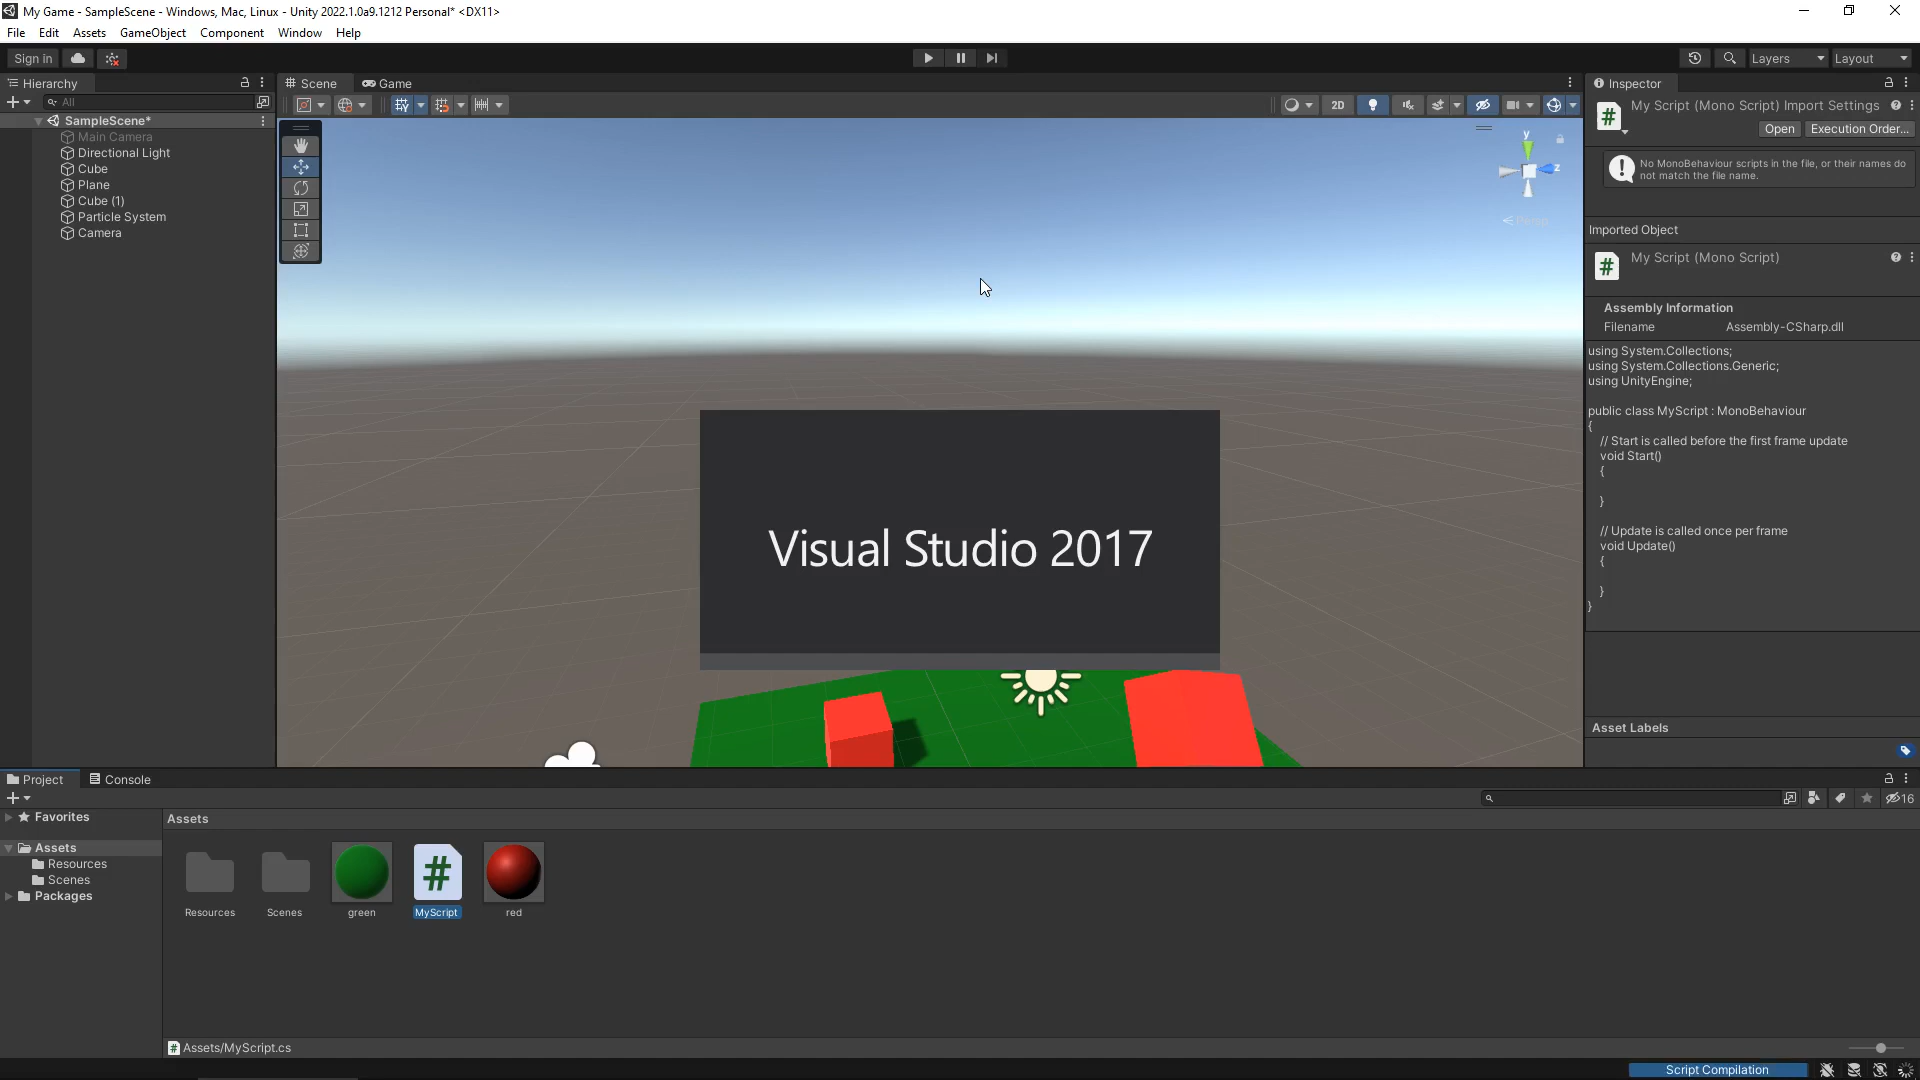 My Game - SampleScene - Windows, Mac, Linux - Unity 2022.1.0a9.1212 Personal* <DX11>
File Edit Assets GameObject Component Window Help
Sign in
Layers
Layout
Hierarchy
All
SampleScene*
Main Camera
Directional Light
Cube
Plane
Cube (1)
Particle System
Camera
Scene
Game
2D
y
z
Persp
Visual Studio 2017
Inspector
My Script (Mono Script) Import Settings
Open
Execution Order...
No MonoBehaviour scripts in the file, or their names do
not match the file name.
Imported Object
My Script (Mono Script)
Assembly Information
Filename Assembly-CSharp.dll
using System.Collections;
using System.Collections.Generic;
using UnityEngine;
public class MyScript : MonoBehaviour
{
// Start is called before the first frame update
void Start()
{
}
// Update is called once per frame
void Update()
{
}
}
Asset Labels
Project
Console
16
Favorites
Assets
Resources
Scenes
Packages
Assets
Resources
Scenes
green
MyScript
red
Assets/MyScript.cs
Script Compilation